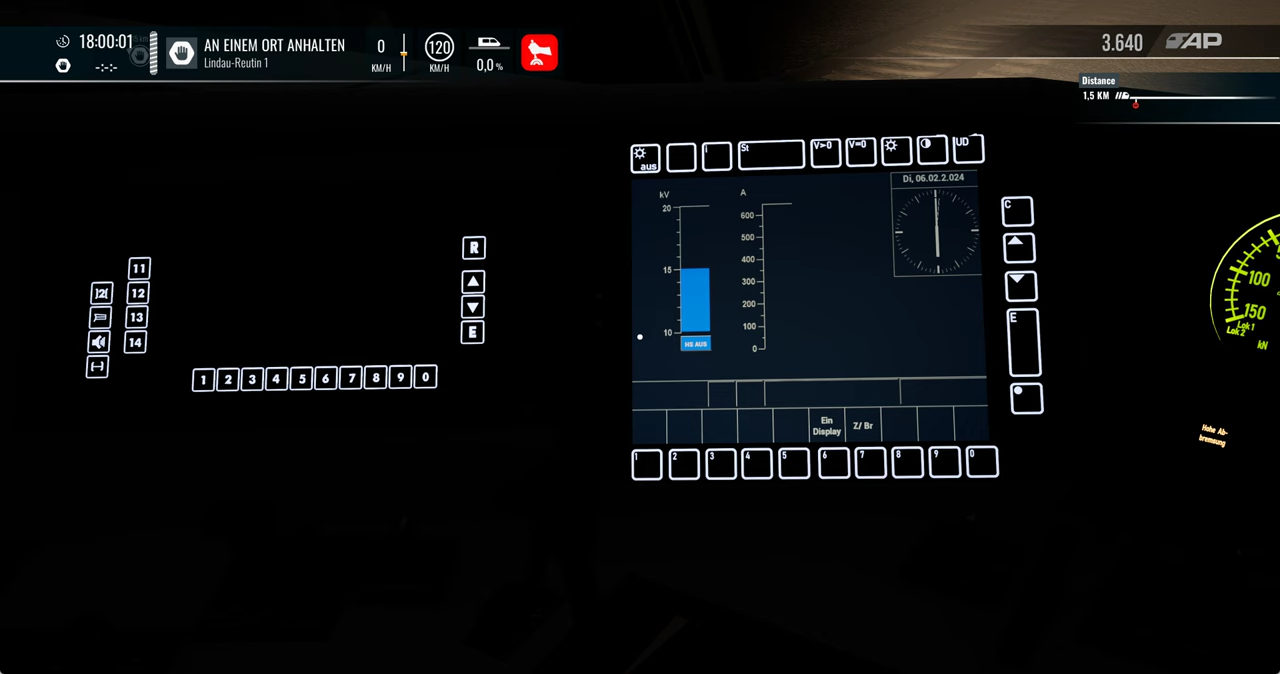 18:00:01
-:-:-
AN EINEM ORT ANHALTEN
Lindau-Reutin 1
0
KM/H
120
KM/H
0,0 %
3.640
AP
Distance
1,5 KM
aus
i
St
V>0
V=0
UD
kV
20
15
10
HS AUS
A
600
500
400
300
200
100
0
Di, 06.02.2.024
Ein
Display
Z/ Br
1 2 3 4 5 6 7 8 9 0
C
E
11
12
13
14
R
E
1 2 3 4 5 6 7 8 9 0
100
150
Lok 1
Lok 2
kN
Hohe Ab-
bremsung